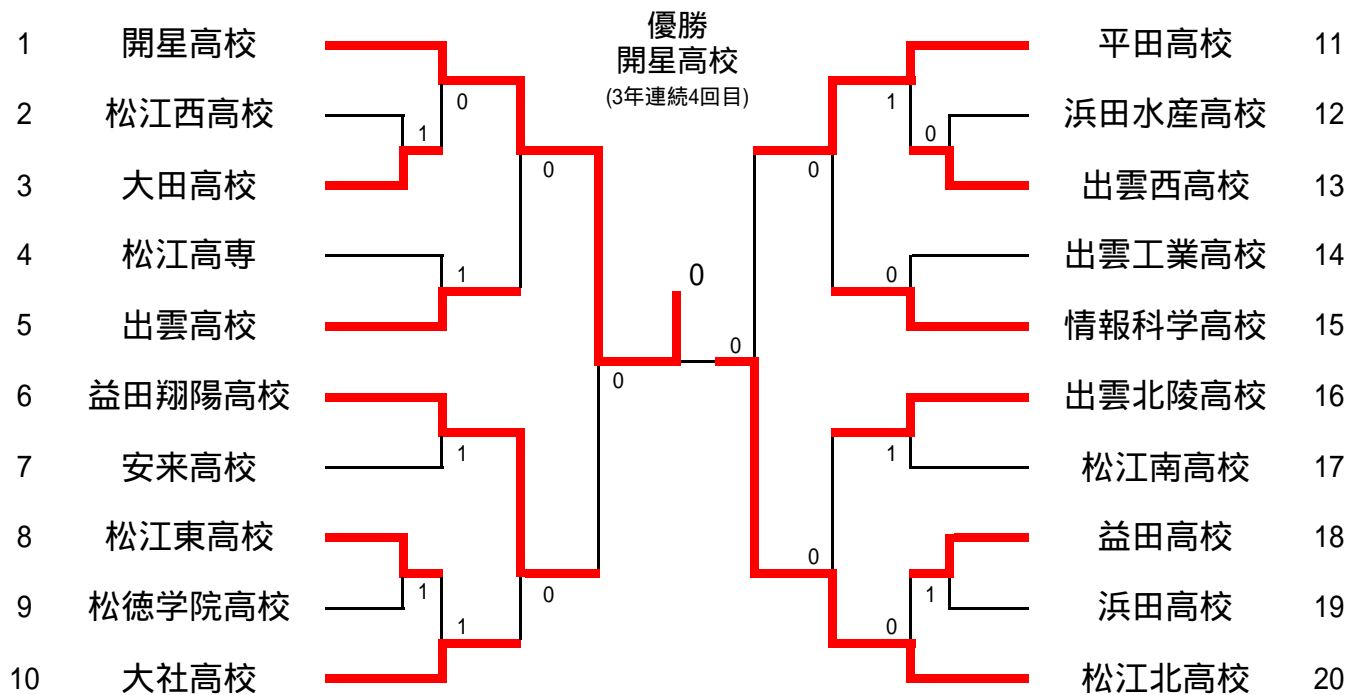 優勝
開星高校
(3年連続4回目)
1 開星高校
2 松江西高校
3 大田高校
4 松江高専
5 出雲高校
6 益田翔陽高校
7 安来高校
8 松江東高校
9 松徳学院高校
10 大社高校
0
1
0
1
0
0
1
1
0
1
0
1
0
0
0
1
0
1
0
平田高校 11
浜田水産高校 12
出雲西高校 13
出雲工業高校 14
情報科学高校 15
出雲北陵高校 16
松江南高校 17
益田高校 18
浜田高校 19
松江北高校 20